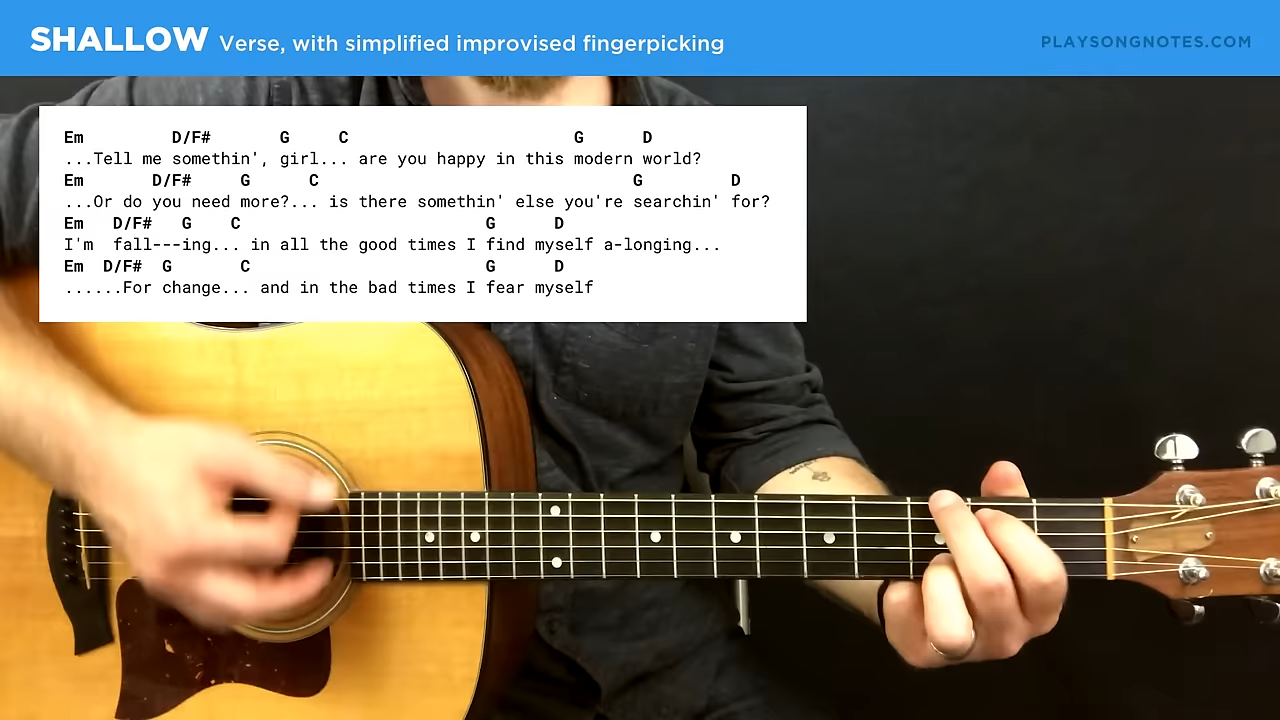 SHALLOW Verse, with simplified improvised fingerpicking
PLAYSONGNOTES.COM
Em         D/F#       G     C                       G      D
...Tell me somethin', girl... are you happy in this modern world?
Em       D/F#     G      C                                G         D
...Or do you need more?... is there somethin' else you're searchin' for?
Em   D/F#   G    C                         G      D
I'm  fall---ing... in all the good times I find myself a-longing...
Em  D/F#  G       C                        G      D
......For change... and in the bad times I fear myself